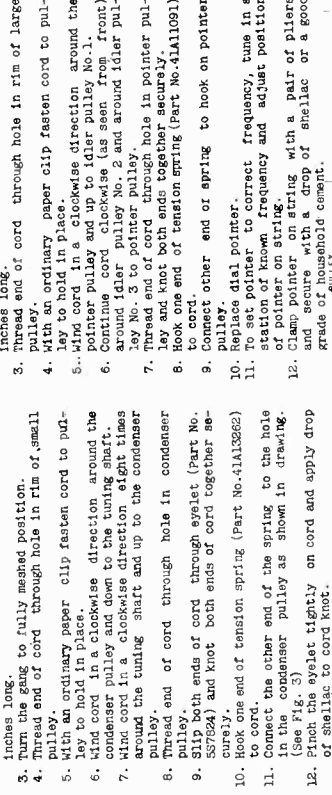 inches long.
3. Turn the gang to fully meshed position.
4. Thread end of cord through hole in rim of small
pulley.
5. With an ordinary paper clip fasten cord to pul-
ley to hold in place.
6. Wind cord in a clockwise direction around the
condenser pulley and down to the tuning shaft.
7. Wind cord in a clockwise direction eight times
around the tuning shaft and up to the condenser
pulley.
8. Thread end of cord through hole in condenser
pulley.
9. Slip both ends of cord through eyelet (Part No.
5S7824) and knot both ends of cord together se-
curely.
10. Hook one end of tension spring (Part No.41A13262)
to cord.
11. Connect the other end of the spring to the hole
in the condenser pulley as shown in drawing.
(See Fig. 3)
12. Pinch the eyelet tightly on cord and apply drop
of shellac to cord knot.
inches long.
3. Thread end of cord through hole in rim of large
pulley.
4. With an ordinary paper clip fasten cord to pul-
ley to hold in place.
5. Wind cord in a clockwise direction around the
pointer pulley and up to idler pulley No.1.
6. Continue cord clockwise (as seen from front)
around idler pulley No. 2 and around idler pul-
ley No. 3 to pointer pulley.
7. Thread end of cord through hole in pointer pul-
ley and knot both ends together securely.
8. Hook one end of tension spring (Part No.41A11091)
to cord.
9. Connect other end of spring to hook on pointer
pulley.
10. Replace dial pointer.
11. To set pointer to correct frequency, tune in a
station of known frequency and adjust position
of pointer on string.
12. Clamp pointer on string with a pair of pliers
and secure with a drop of shellac or a good
grade of household cement.